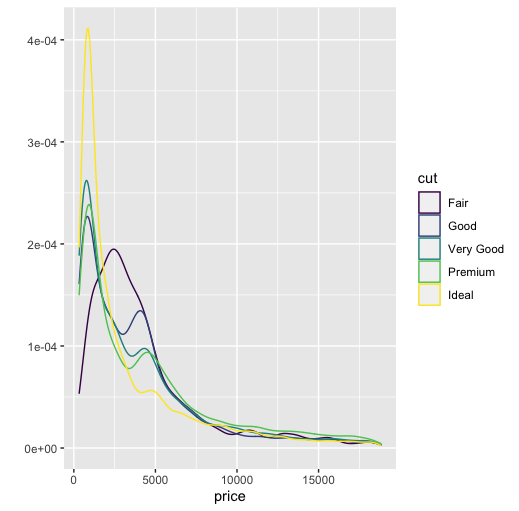 4e-04
3e-04
2e-04
1e-04
0e+00
0
5000
10000
15000
price
cut
Fair
Good
Very Good
Premium
Ideal